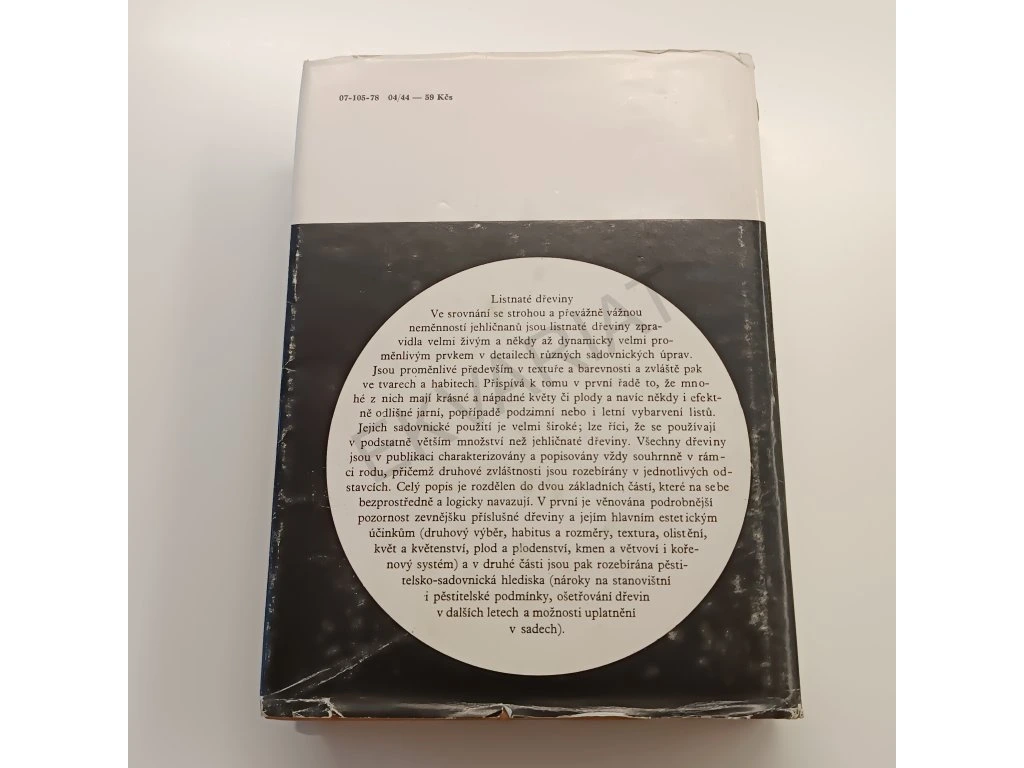 07-105-78 04/44 — 59 Kčs
Listnaté dřeviny
Ve srovnání se strohou a převážně vážnou
neměnností jehličnanů jsou listnaté dřeviny zpra-
vidla velmi živým a někdy až dynamicky velmi pro-
měnlivým prvkem v detailech různých sadovnických úprav.
Jsou proměnlivé především v textuře a barevnosti a zvláště pak
ve tvarech a habitech. Přispívá k tomu v první řadě to, že mno-
hé z nich mají krásné a nápadné květy či plody a navíc někdy i efekt-
ně odlišné jarní, popřípadě podzimní nebo i letní vybarvení listů.
Jejich sadovnické použití je velmi široké; lze říci, že se používají
v podstatně větším množství než jehličnaté dřeviny. Všechny dřeviny
jsou v publikaci charakterizovány a popisovány vždy souhrnně v rám-
ci rodu, přičemž druhové zvláštnosti jsou rozebírány v jednotlivých od-
stavcích. Celý popis je rozdělen do dvou základních částí, které na sebe
bezprostředně a logicky navazují. V první je věnována podrobnější
pozornost zevnějšku příslušné dřeviny a jejím hlavním estetickým
účinkům (druhový výběr, habitus a rozměry, textura, olistění,
květ a květenství, plod a plodenství, kmen a větvoví i koře-
nový systém) a v druhé části jsou pak rozebírána pěsti-
telsko-sadovnická hlediska (nároky na stanovištní
i pěstitelské podmínky, ošetřování dřevin
v dalších letech a možnosti uplatnění
v sadech).
EKVARIAT